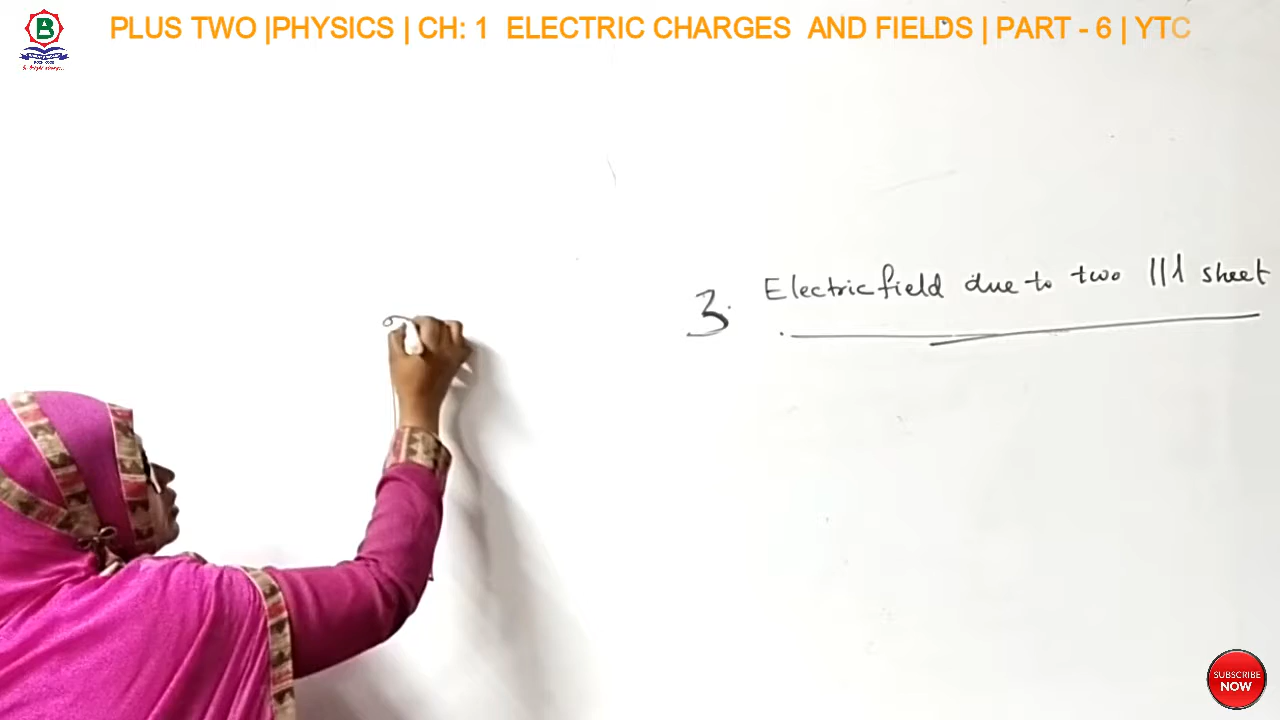 PLUS TWO |PHYSICS | CH: 1 ELECTRIC CHARGES AND FIELDS | PART - 6 | YTC
B
3. Electric field due to two ||l sheet
σ
SUBSCRIBE
NOW